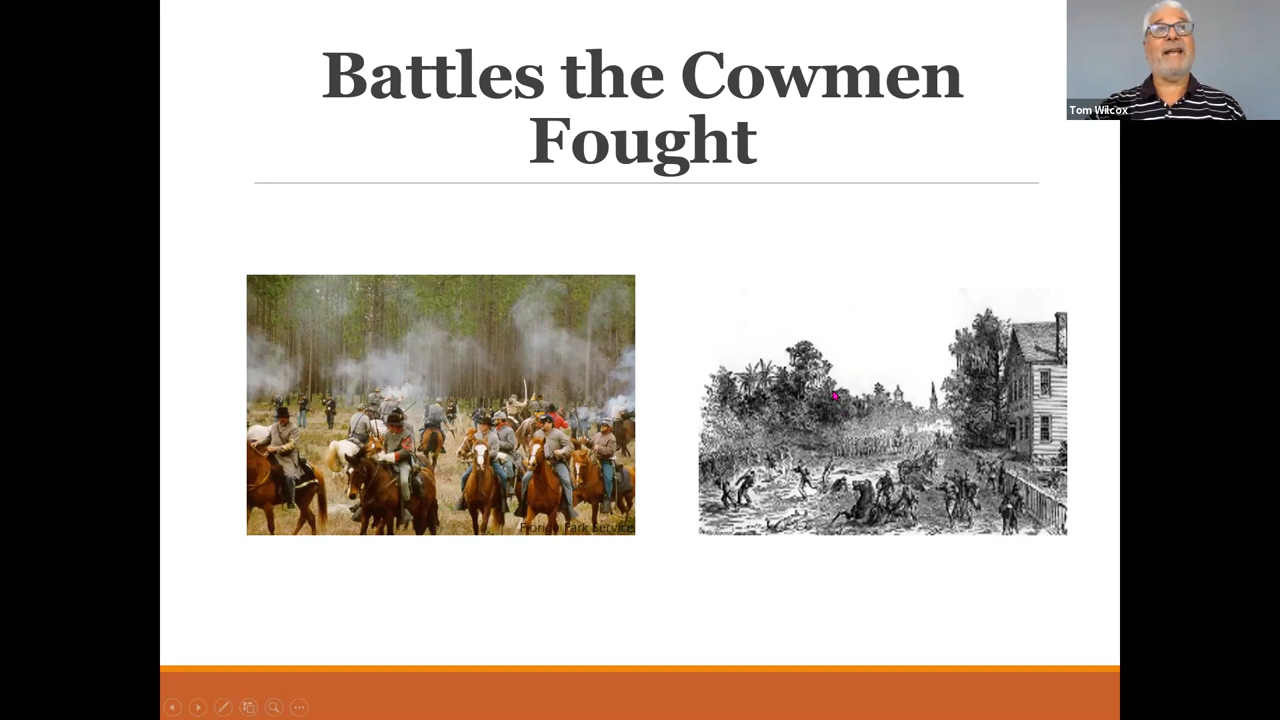 Battles the Cowmen
Fought
Tom Wilcox
Florida Park Service